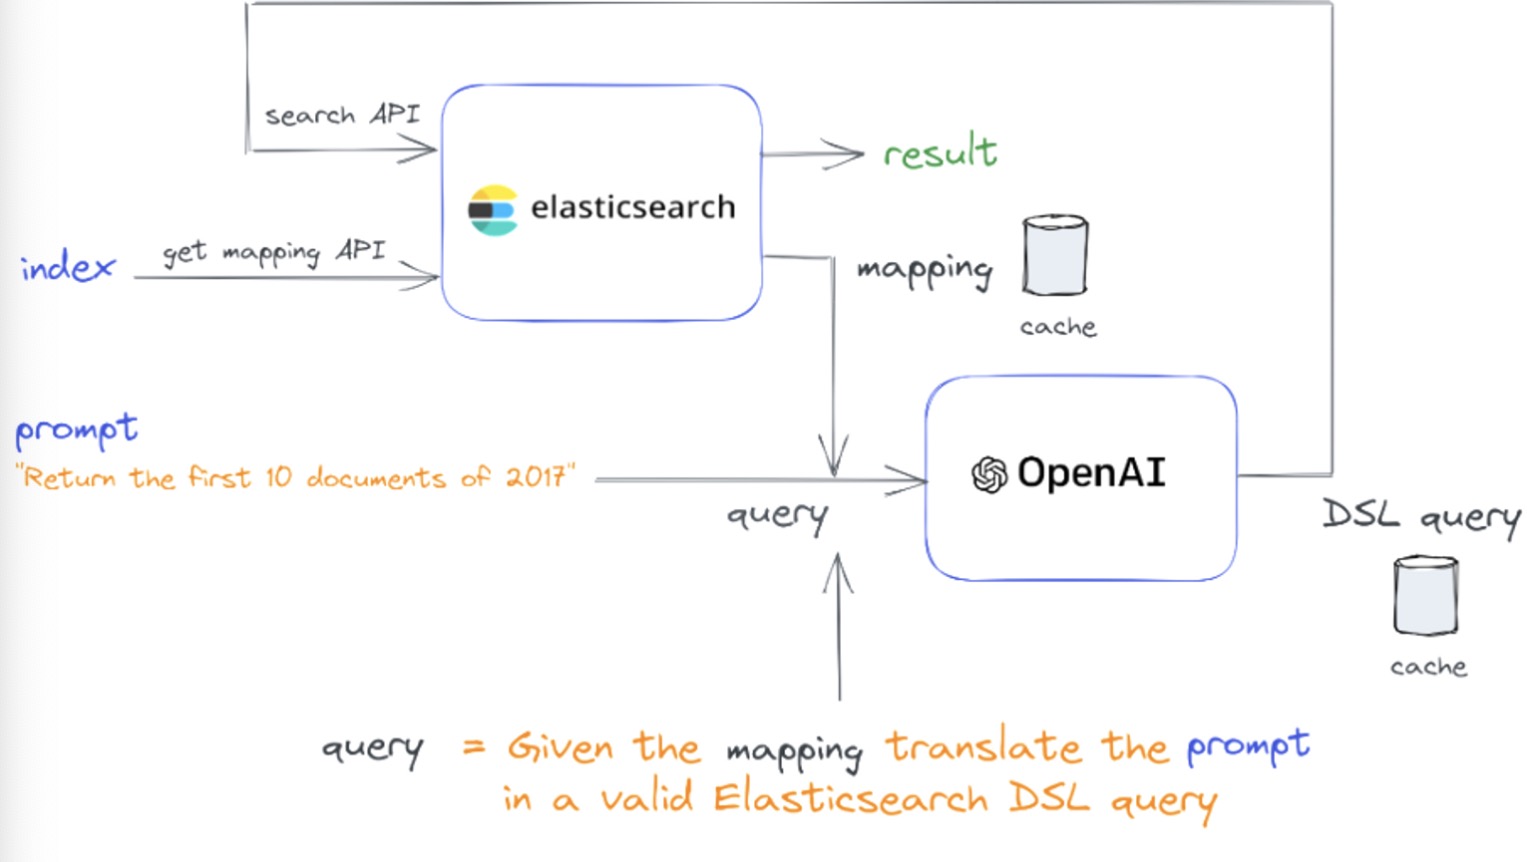 search API
elasticsearch
result
index
get mapping API
mapping
cache
prompt
"Return the first 10 documents of 2017"
query
OpenAI
DSL query
cache
query = Given the mapping translate the prompt
in a valid Elasticsearch DSL query